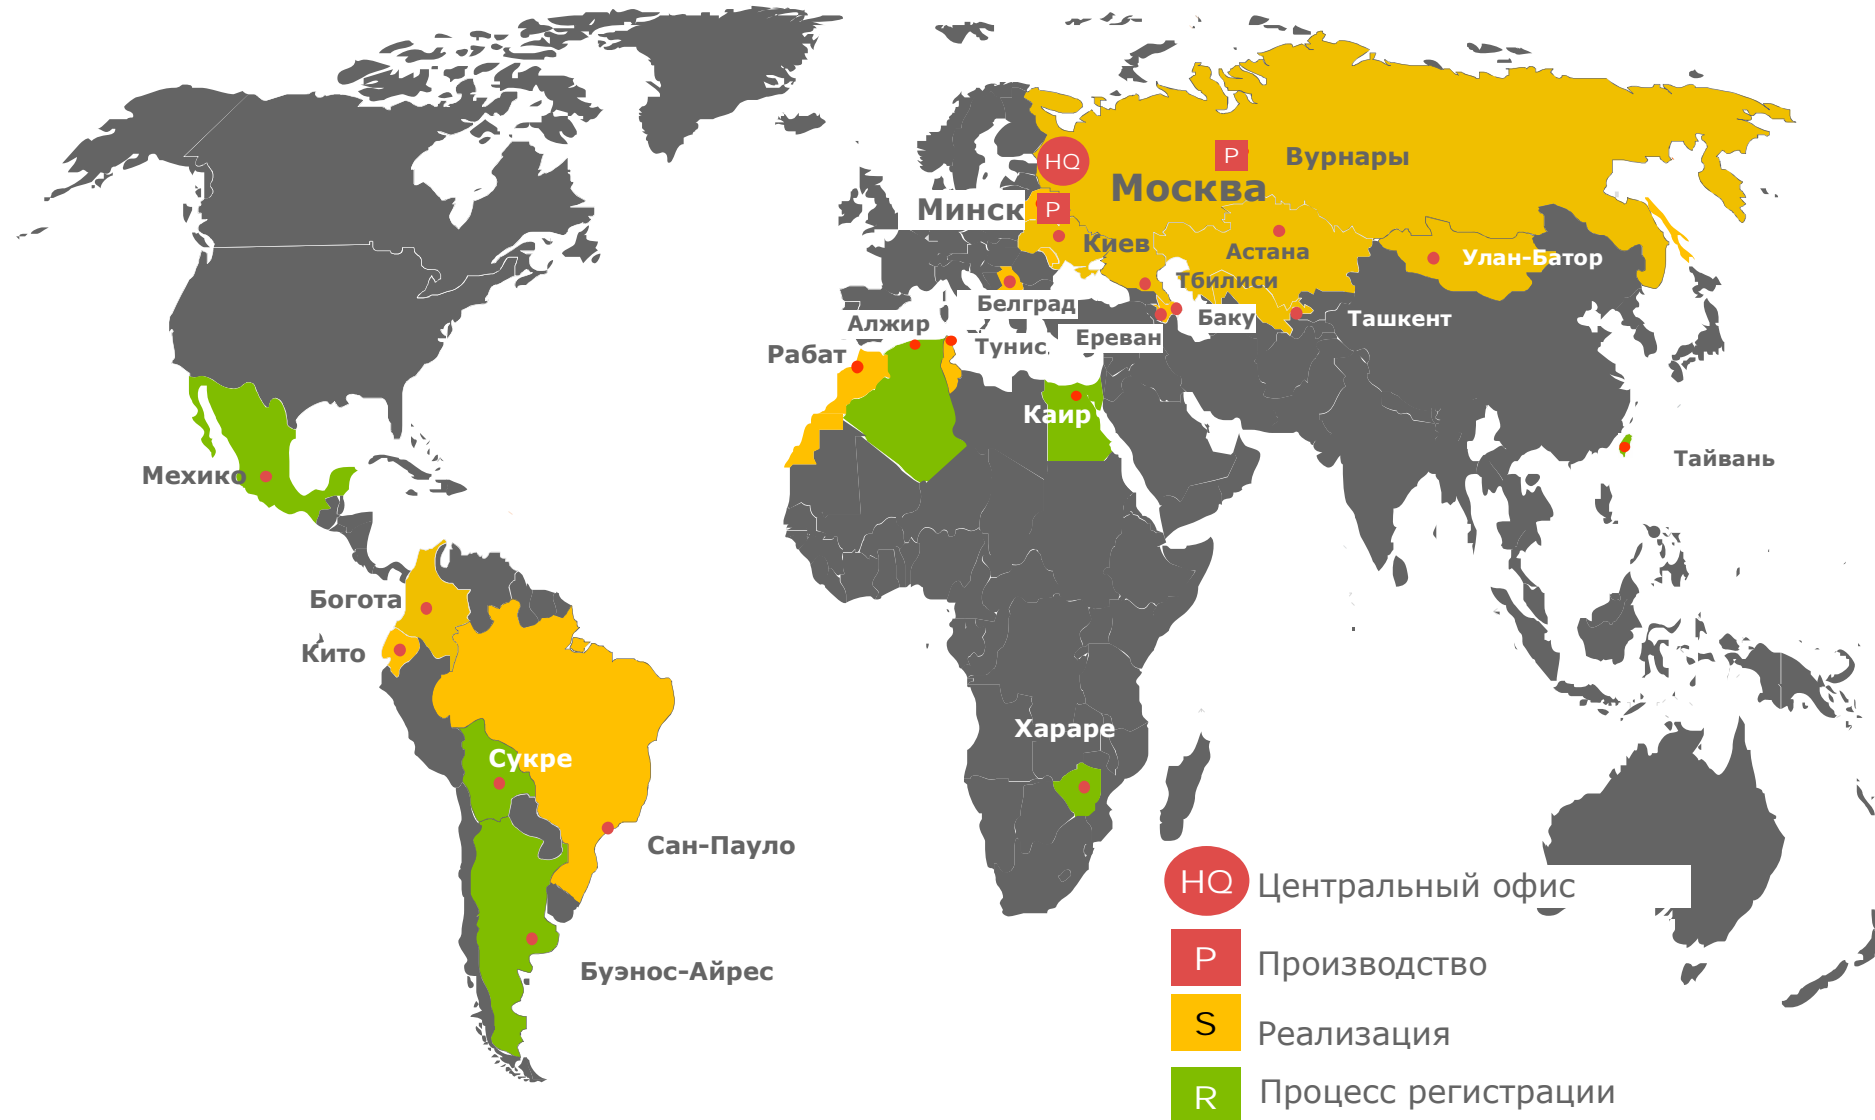 HQ
P
Вурнары
Москва
Минск
P
Киев
Астана
Улан-Батор
Тбилиси
Белград
Баку
Ташкент
Алжир
Тунис
Ереван
Рабат
Каир
Тайвань
Мехико
Богота
Кито
Хараре
Сукре
Сан-Пауло
Буэнос-Айрес
HQ Центральный офис
P Производство
S Реализация
R Процесс регистрации